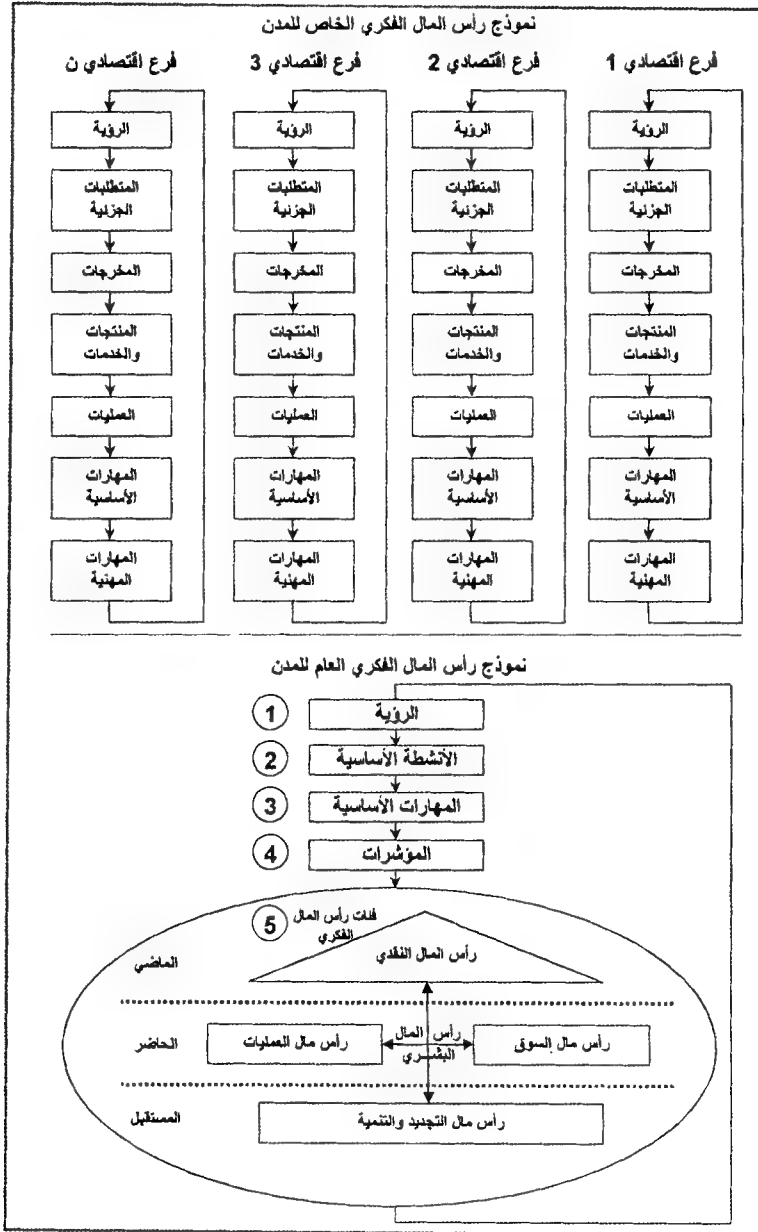 نموذج رأس المال الفكري الخاص للمدن
فرع اقتصادي 1
فرع اقتصادي 2
فرع اقتصادي 3
فرع اقتصادي ن
الرؤية
المتطلبات
الجزئية
المخرجات
المنتجات
والخدمات
العمليات
المهارات
الأساسية
المهارات
المهنية
الرؤية
المتطلبات
الجزئية
المخرجات
المنتجات
والخدمات
العمليات
المهارات
الأساسية
المهارات
المهنية
الرؤية
المتطلبات
الجزئية
المخرجات
المنتجات
والخدمات
العمليات
المهارات
الأساسية
المهارات
المهنية
الرؤية
المتطلبات
الجزئية
المخرجات
المنتجات
والخدمات
العمليات
المهارات
الأساسية
المهارات
المهنية
نموذج رأس المال الفكري العام للمدن
1 الرؤية
2 الأنشطة الأساسية
3 المهارات الأساسية
4 المؤشرات
5 فئات رأس المال
الفكري
رأس المال النقدي
الماضي
رأس مال السوق
رأس المال
البشري
رأس مال العمليات
الحاضر
رأس مال التجديد والتنمية
المستقبل